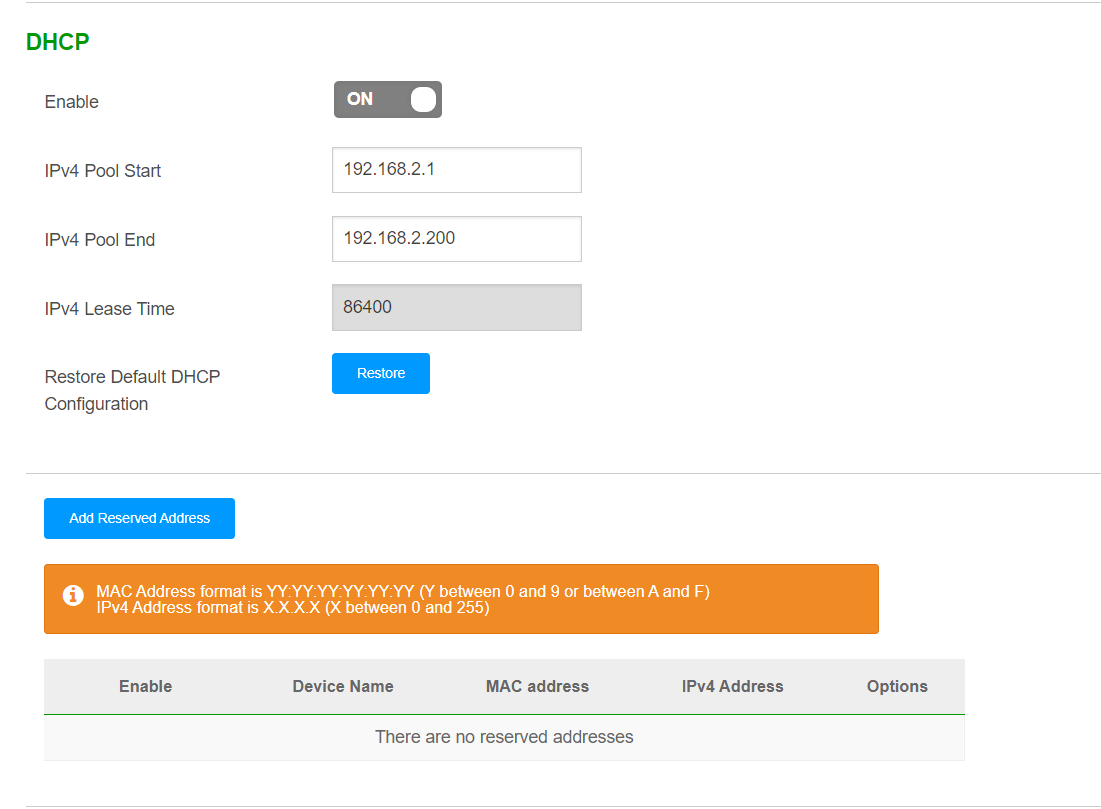 DHCP
Enable
ON
IPv4 Pool Start
192.168.2.1
IPv4 Pool End
192.168.2.200
IPv4 Lease Time
86400
Restore Default DHCP
Configuration
Restore
Add Reserved Address
MAC Address format is YY:YY:YY:YY:YY:YY (Y between 0 and 9 or between A and F)
IPv4 Address format is X.X.X.X (X between 0 and 255)
Enable Device Name MAC address IPv4 Address Options
There are no reserved addresses